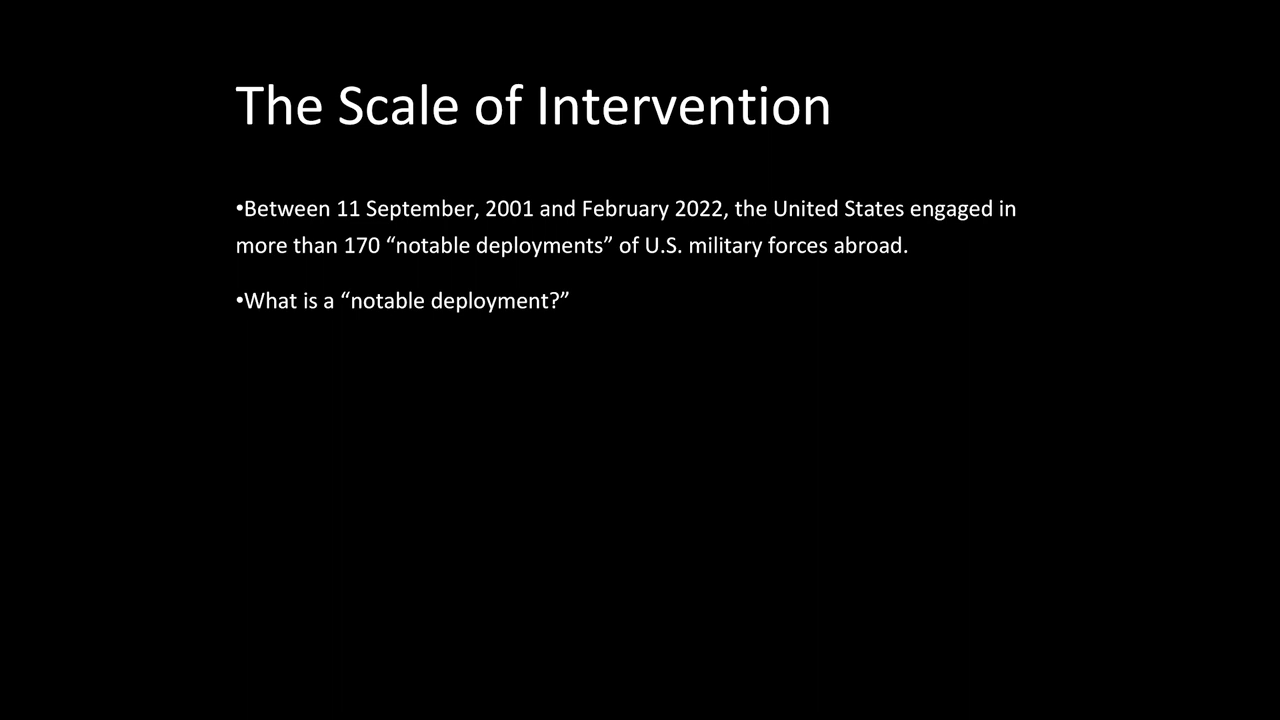 The Scale of Intervention
•Between 11 September, 2001 and February 2022, the United States engaged in
more than 170 “notable deployments” of U.S. military forces abroad.
•What is a “notable deployment?”